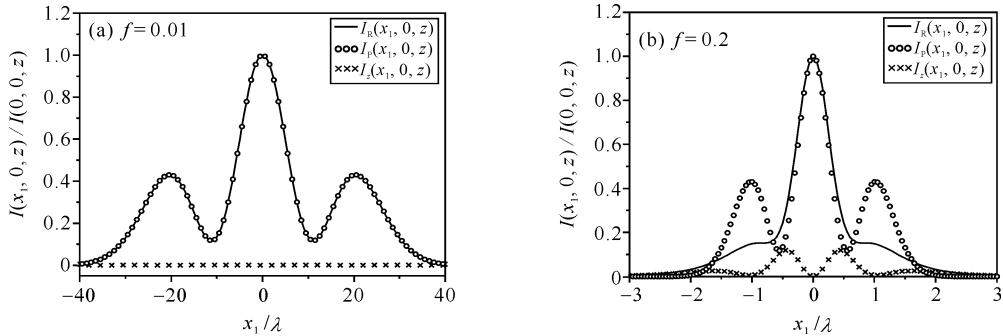 (a) f=0.01
I_R(x_1, 0, z)
I_P(x_1, 0, z)
I_z(x_1, 0, z)
I(x_1, 0, z) / I(0, 0, z)
1.2
1.0
0.8
0.6
0.4
0.2
0
−40 −20 0 20 40
x_1/λ
(b) f=0.2
I_R(x_1, 0, z)
I_P(x_1, 0, z)
I_z(x_1, 0, z)
I(x_1, 0, z) / I(0, 0, z)
1.2
1.0
0.8
0.6
0.4
0.2
0
−3 −2 −1 0 1 2 3
x_1/λ